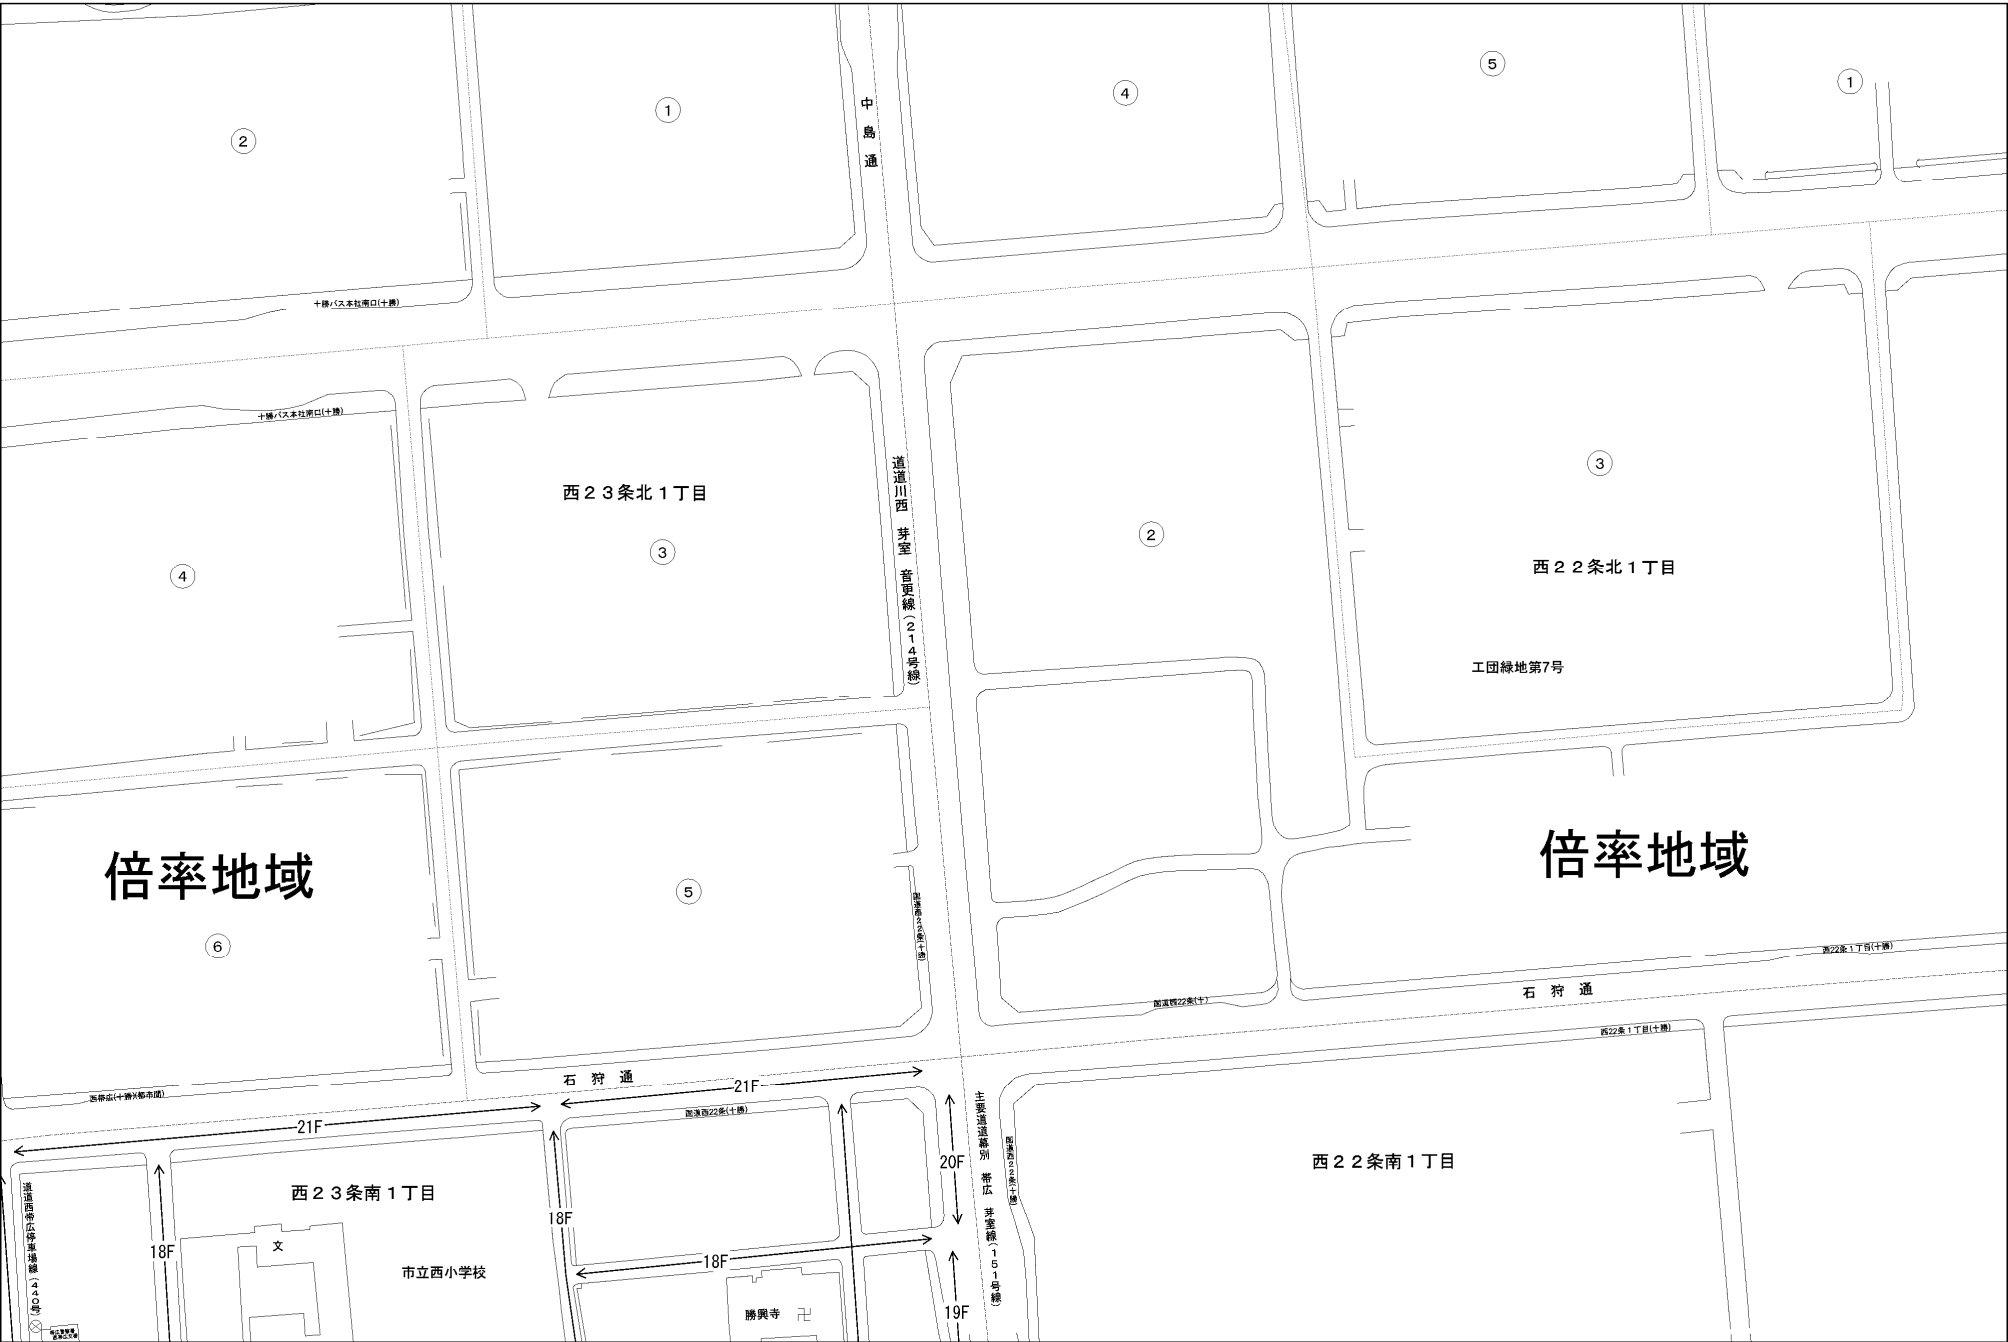 ⑤
①
④
①
②
中島通
十勝バス本社南口(十勝)
十勝バス本社南口(十勝)
道道川西 芽室 音更線(214号線)
③
西２３条北１丁目
②
③
④
西２２条北１丁目
工団緑地第7号
倍率地域
倍率地域
⑤
国道西22条(十勝)
⑥
西22条１丁目(十勝)
石狩通
国道西22条(十)
西22条１丁目(十勝)
石狩通
21F
西帯広(十勝)(都市間)
国道西22条(十勝)
21F
主要道道幕別 帯広 芽室線(151号線)
国道西22条(十勝)
20F
西２２条南１丁目
道道西帯広停車場線(440号)
西２３条南１丁目
18F
18F
文
18F
市立西小学校
勝興寺
卍
19F